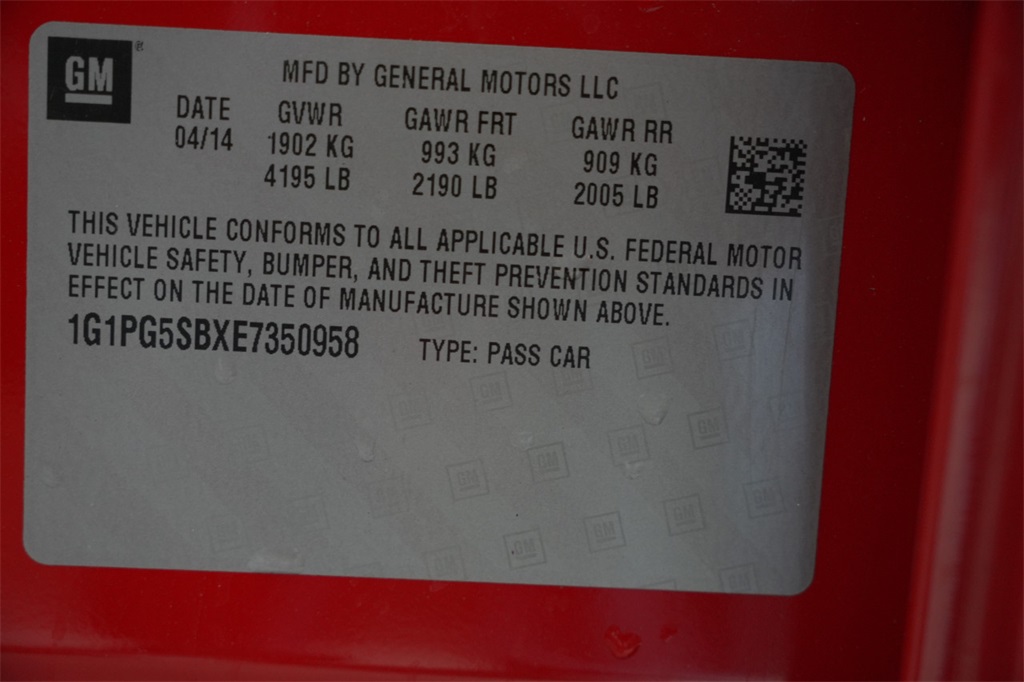 GM ®
MFD BY GENERAL MOTORS LLC
DATE GVWR GAWR FRT GAWR RR
04/14 1902 KG 993 KG 909 KG
4195 LB 2190 LB 2005 LB
THIS VEHICLE CONFORMS TO ALL APPLICABLE U.S. FEDERAL MOTOR
VEHICLE SAFETY, BUMPER, AND THEFT PREVENTION STANDARDS IN
EFFECT ON THE DATE OF MANUFACTURE SHOWN ABOVE.
1G1PG5SBXE7350958 TYPE: PASS CAR